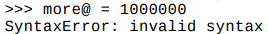 >>> more@ = 1000000
SyntaxError: invalid syntax